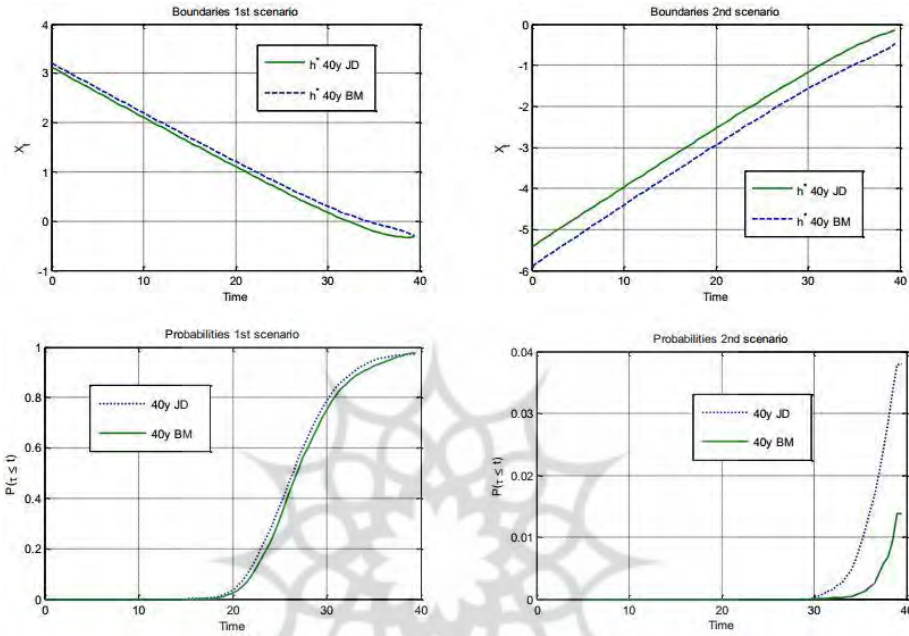 Boundaries 1st scenario
4
3
2
1
0
-1
0
10
20
30
40
X_t
Time
h* 40y JD
h* 40y BM
Boundaries 2nd scenario
0
-1
-2
-3
-4
-5
-6
0
10
20
30
40
X_t
Time
h* 40y JD
h* 40y BM
Probabilities 1st scenario
1
0.8
0.6
0.4
0.2
0
0
10
20
30
40
P(τ ≤ t)
Time
40y JD
40y BM
Probabilities 2nd scenario
0.04
0.03
0.02
0.01
0
0
10
20
30
40
P(τ ≤ t)
Time
40y JD
40y BM